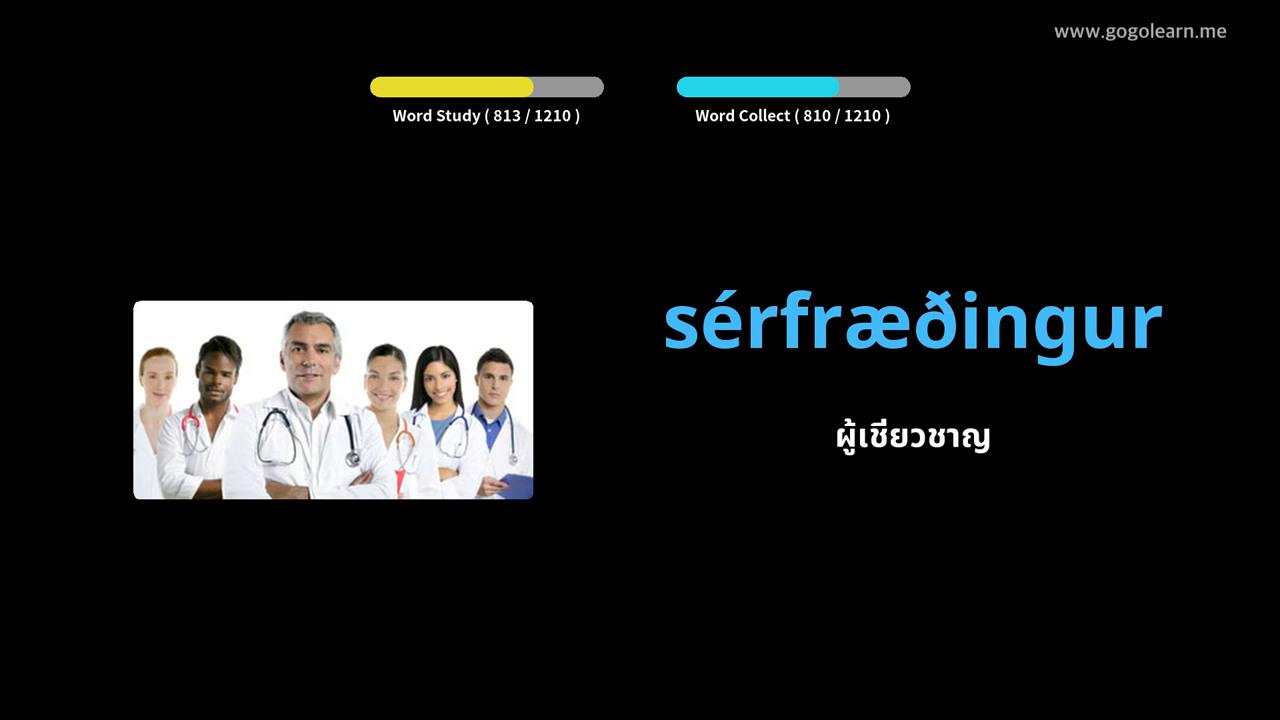 www.gogolearn.me
Word Study ( 813 / 1210 )
Word Collect ( 810 / 1210 )
sérfræðingur
ผู้เชียวชาญ